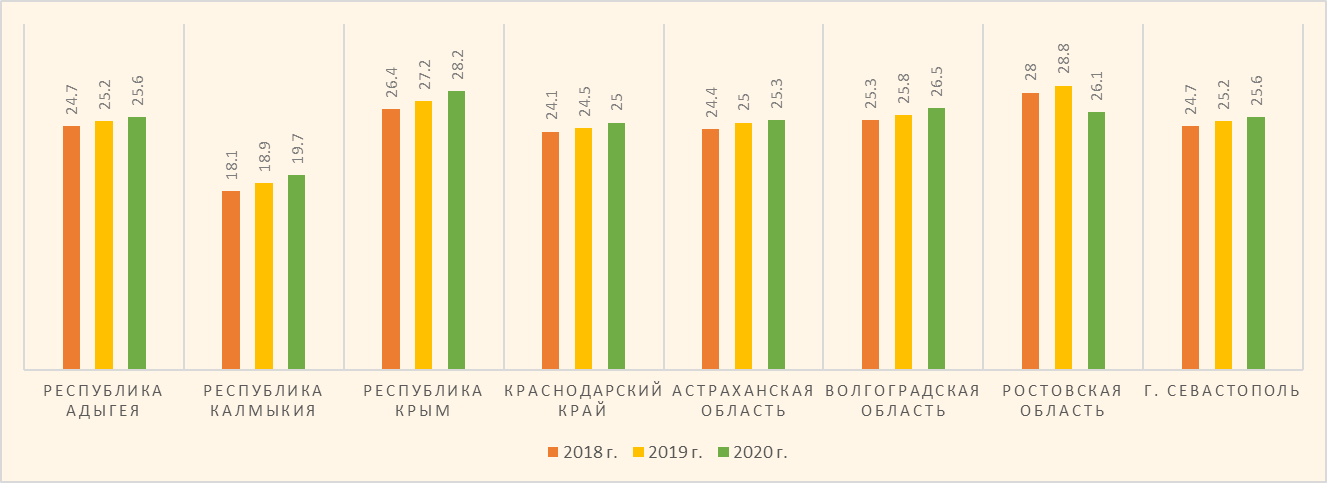 24.7
25.2
25.6
18.1
18.9
19.7
26.4
27.2
28.2
24.1
24.5
25
24.4
25
25.3
25.3
25.8
26.5
28
28.8
26.1
24.7
25.2
25.6
РЕСПУБЛИКА
АДЫГЕЯ
РЕСПУБЛИКА
КАЛМЫКИЯ
РЕСПУБЛИКА
КРЫМ
КРАСНОДАРСКИЙ
КРАЙ
АСТРАХАНСКАЯ
ОБЛАСТЬ
ВОЛГОГРАДСКАЯ
ОБЛАСТЬ
РОСТОВСКАЯ
ОБЛАСТЬ
Г. СЕВАСТОПОЛЬ
2018 г.
2019 г.
2020 г.